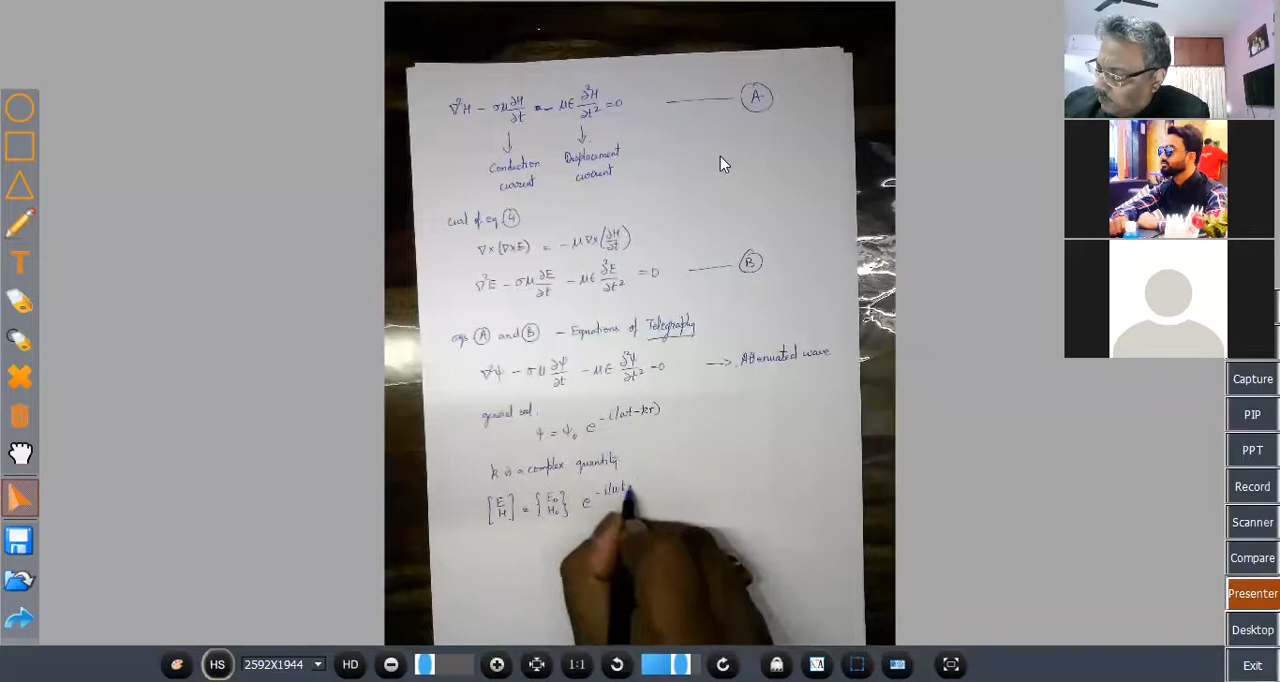 ∇²H − σμ ∂H/∂t − με ∂²H/∂t² = 0 ——— (A)
↓ ↓
Conduction current Displacement current
curl of eq (4)
∇×(∇×E) = −μ∇×(∂H/∂t)
∇²E − σμ ∂E/∂t − με ∂²E/∂t² = 0 ——— (B)
eqs (A) and (B) – Equations of Telegraphy
∇²ψ − σμ ∂ψ/∂t − με ∂²ψ/∂t² = 0 → Attenuated wave
general sol.
ψ = ψ₀ e^−i(ωt−kr)
k is a complex quantity.
[E H] = {E₀ H₀} e^−i(ωt
T
Capture
PIP
PPT
Record
Scanner
Compare
Presenter
Desktop
Exit
HS
2592X1944
HD
1:1